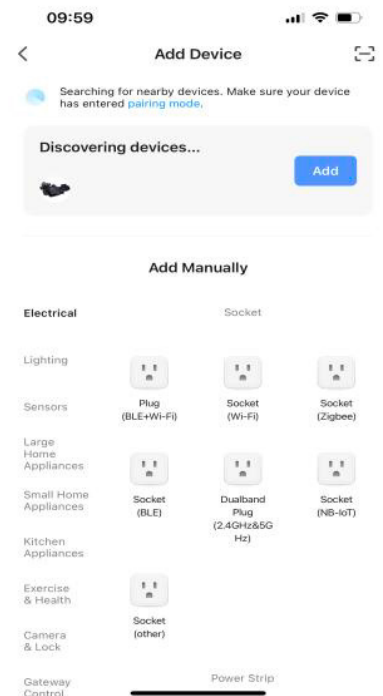 09:59
Add Device
Searching for nearby devices. Make sure your device
has entered pairing mode.
Discovering devices...
Add
Add Manually
Electrical
Socket
Lighting
Sensors
Large
Home
Appliances
Small Home
Appliances
Kitchen
Appliances
Exercise
& Health
Camera
& Lock
Gateway
Control
Plug
(BLE+Wi-Fi)
Socket
(Wi-Fi)
Socket
(Zigbee)
Socket
(BLE)
Dualband
Plug
(2.4GHz&5G
Hz)
Socket
(NB-IoT)
Socket
(other)
Power Strip